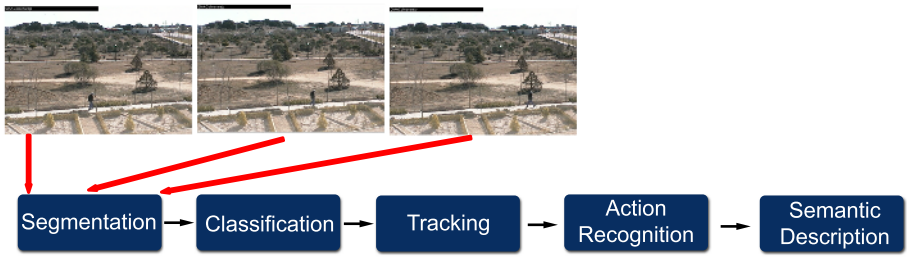 Segmentation
Classification
Tracking
Action
Recognition
Semantic
Description